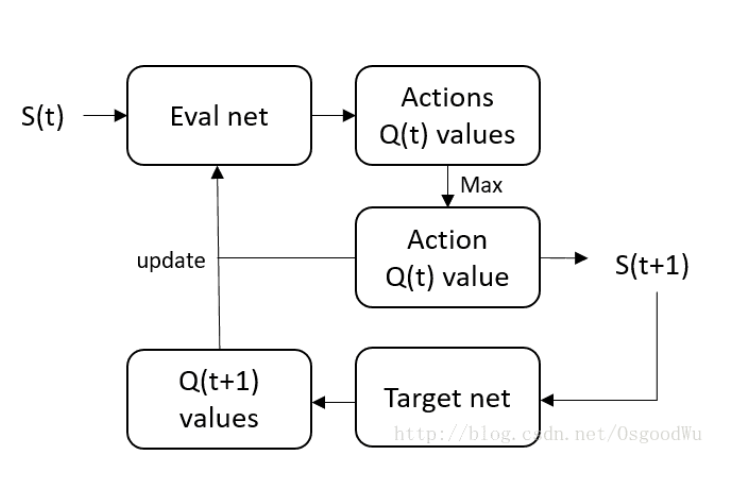 S(t)
Eval net
Actions
Q(t) values
Max
Action
Q(t) value
S(t+1)
update
Q(t+1)
values
Target net
http://blog.csdn.net/OsgoodWu